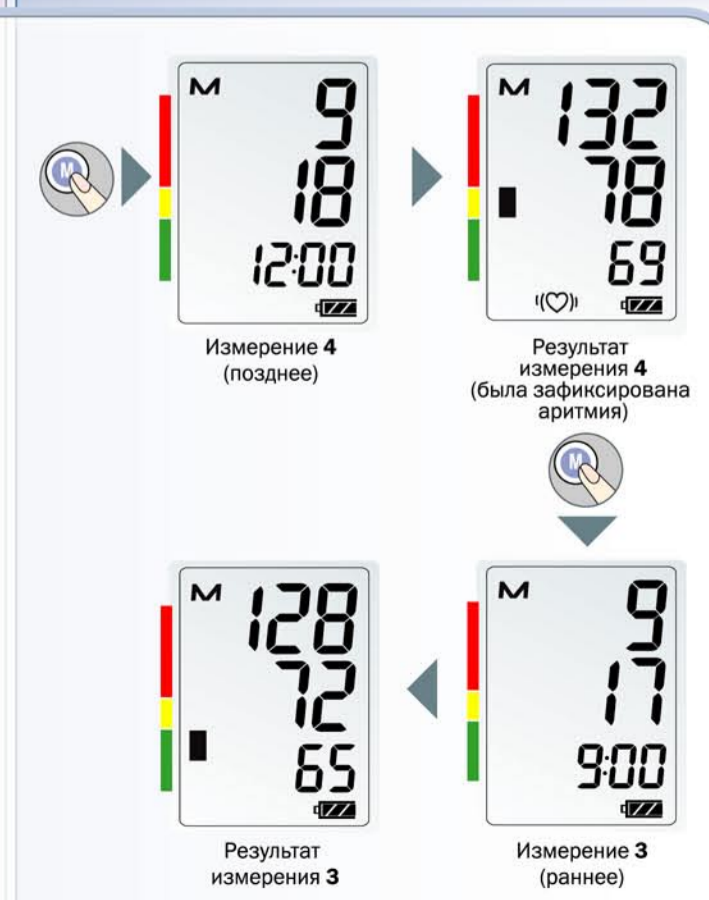 M
M
9
18
12:00
Измерение 4
(позднее)
M
132
78
69
Результат
измерения 4
(была зафиксирована
аритмия)
M
M
9
17
9:00
Измерение 3
(раннее)
M
128
72
65
Результат
измерения 3